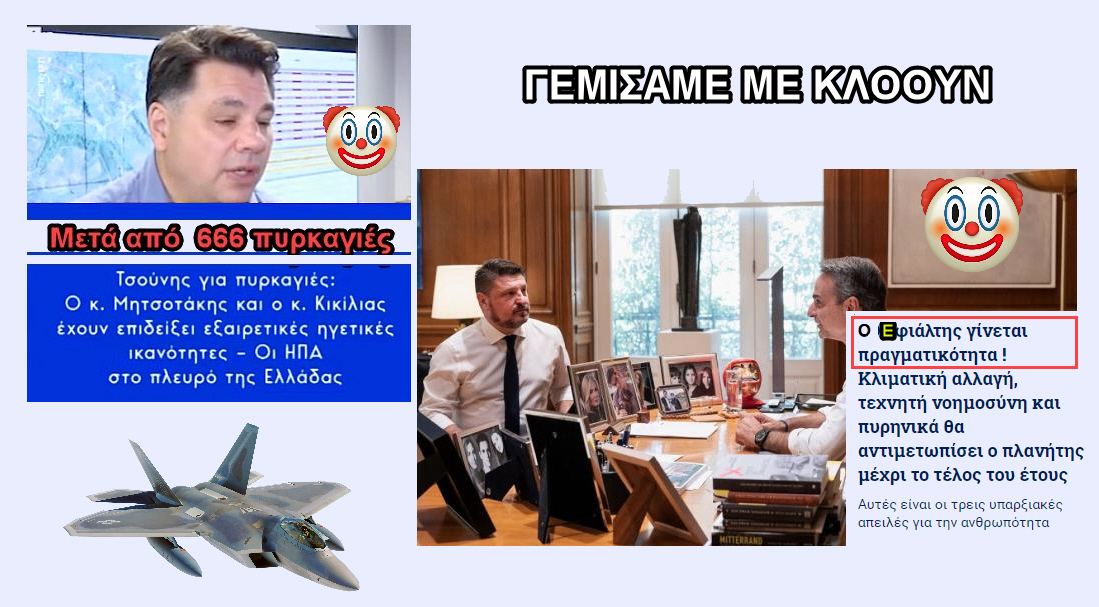 ΓΕΜΙΣΑΜΕ ΜΕ ΚΛΟΟΥΝ
Μετά από 666 πυρκαγιές
Τσούνης για πυρκαγιές:
Ο κ. Μητσοτάκης και ο κ. Κικίλιας
έχουν επιδείξει εξαιρετικές ηγετικές
ικανότητες – Οι ΗΠΑ
στο πλευρό της Ελλάδας
Ο Εφιάλτης γίνεται
πραγματικότητα !
Κλιματική αλλαγή,
τεχνητή νοημοσύνη και
πυρηνικά θα
αντιμετωπίσει ο πλανήτης
μέχρι το τέλος του έτους
Αυτές είναι οι τρεις υπαρξιακές
απειλές για την ανθρωπότητα
MITTERRAND